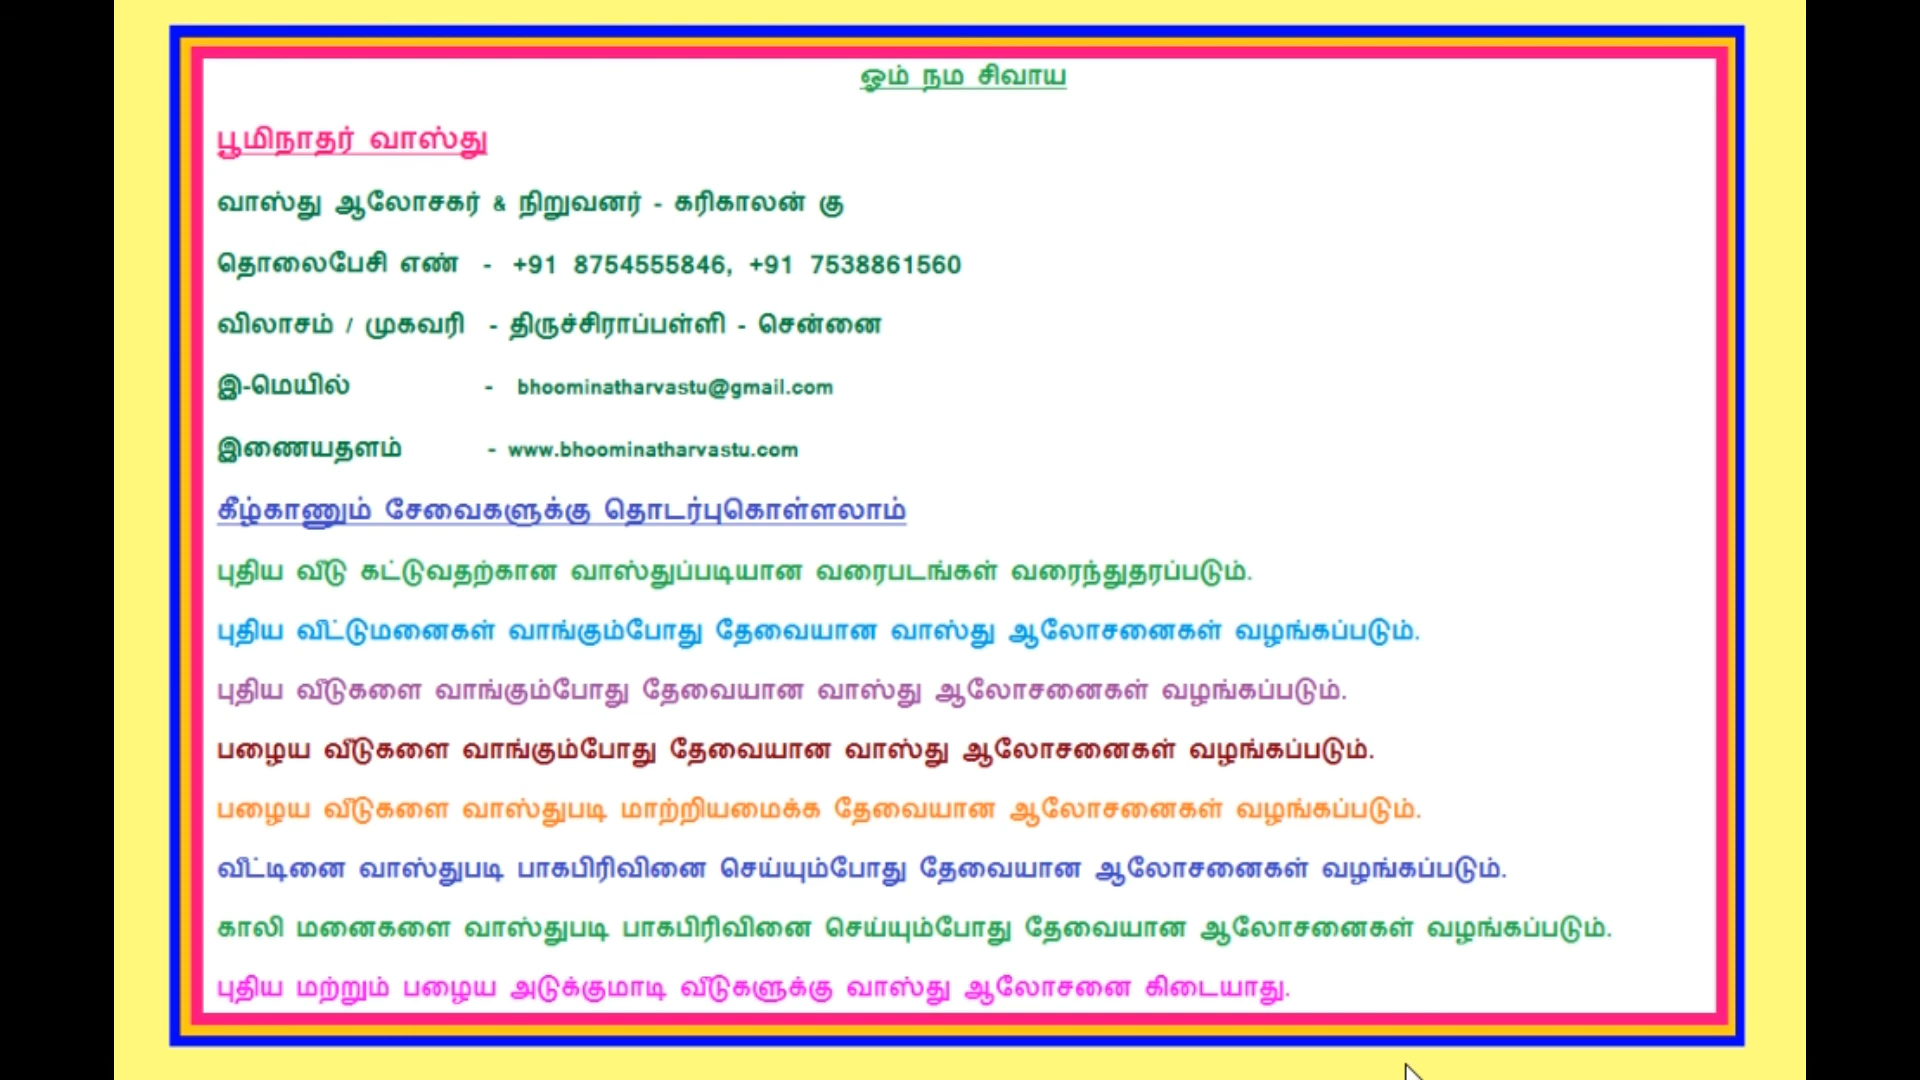 ஓம் நம சிவாய
பூமிநாதர் வாஸ்து
வாஸ்து ஆலோசகர் & நிறுவனர் - கரிகாலன் கு
தொலைபேசி எண் - +91 8754555846, +91 7538861560
விலாசம் / முகவரி - திருச்சிராப்பள்ளி - சென்னை
இ-மெயில் - bhoominatharvastu@gmail.com
இணையதளம் - www.bhoominatharvastu.com
கீழ்காணும் சேவைகளுக்கு தொடர்புகொள்ளலாம்
புதிய வீடு கட்டுவதற்கான வாஸ்துப்படியான வரைபடங்கள் வரைந்துதரப்படும்.
புதிய வீட்டுமனைகள் வாங்கும்போது தேவையான வாஸ்து ஆலோசனைகள் வழங்கப்படும்.
புதிய வீடுகளை வாங்கும்போது தேவையான வாஸ்து ஆலோசனைகள் வழங்கப்படும்.
பழைய வீடுகளை வாங்கும்போது தேவையான வாஸ்து ஆலோசனைகள் வழங்கப்படும்.
பழைய வீடுகளை வாஸ்துபடி மாற்றியமைக்க தேவையான ஆலோசனைகள் வழங்கப்படும்.
வீட்டினை வாஸ்துபடி பாகபிரிவினை செய்யும்போது தேவையான ஆலோசனைகள் வழங்கப்படும்.
காலி மனைகளை வாஸ்துபடி பாகபிரிவினை செய்யும்போது தேவையான ஆலோசனைகள் வழங்கப்படும்.
புதிய மற்றும் பழைய அடுக்குமாடி வீடுகளுக்கு வாஸ்து ஆலோசனை கிடையாது.